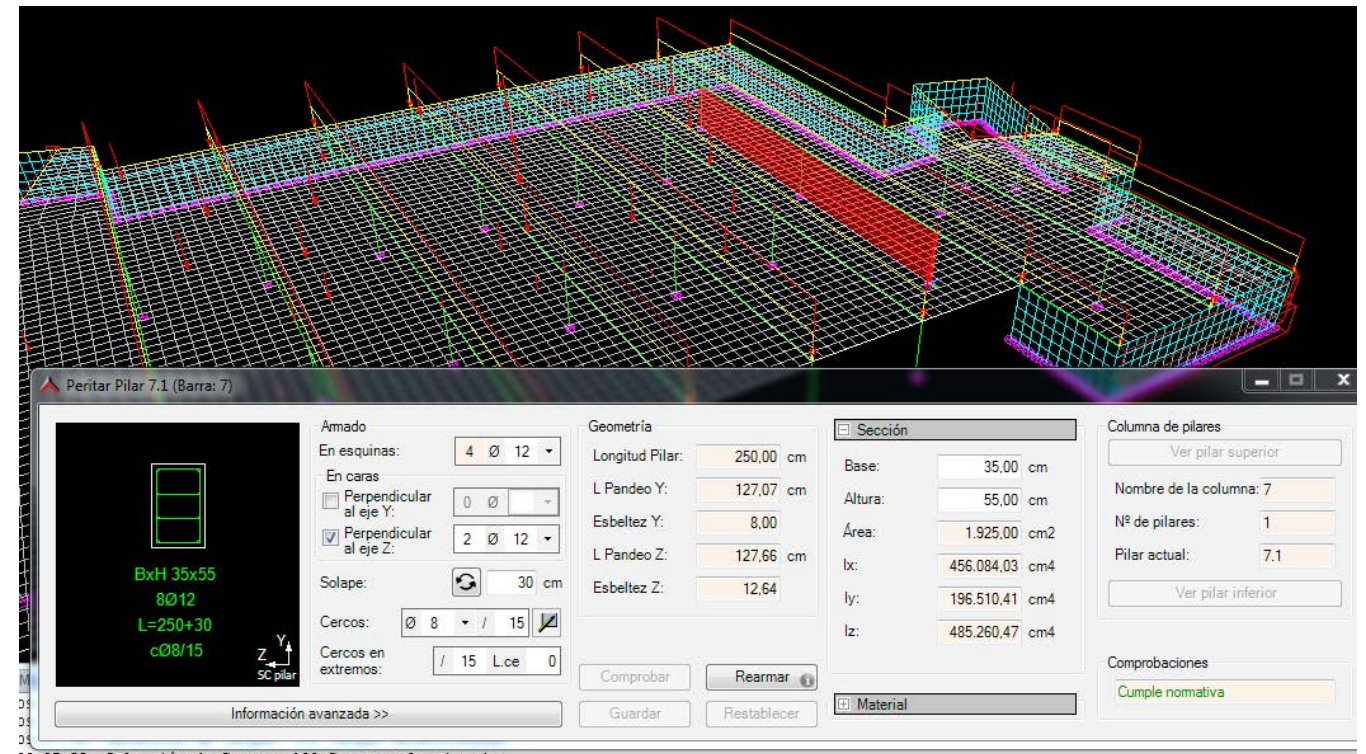 Peritar Pilar 7.1 (Barra: 7)
BxH 35x55
8Ø12
L=250+30
cØ8/15
Y
Z
SC pilar
Información avanzada >>
Armado
En esquinas: 4 Ø 12
En caras
Perpendicular al eje Y: 0 Ø
Perpendicular al eje Z: 2 Ø 12
Solape: 30 cm
Cercos: Ø 8 / 15
Cercos en extremos: / 15 L.ce 0
Geometría
Longitud Pilar: 250,00 cm
L Pandeo Y: 127,07 cm
Esbeltez Y: 8,00
L Pandeo Z: 127,66 cm
Esbeltez Z: 12,64
Comprobar Rearmar
Guardar Restablecer
Sección
Base: 35,00 cm
Altura: 55,00 cm
Área: 1.925,00 cm2
Ix: 456.084,03 cm4
Iy: 196.510,41 cm4
Iz: 485.260,47 cm4
Material
Columna de pilares
Ver pilar superior
Nombre de la columna: 7
Nº de pilares: 1
Pilar actual: 7.1
Ver pilar inferior
Comprobaciones
Cumple normativa